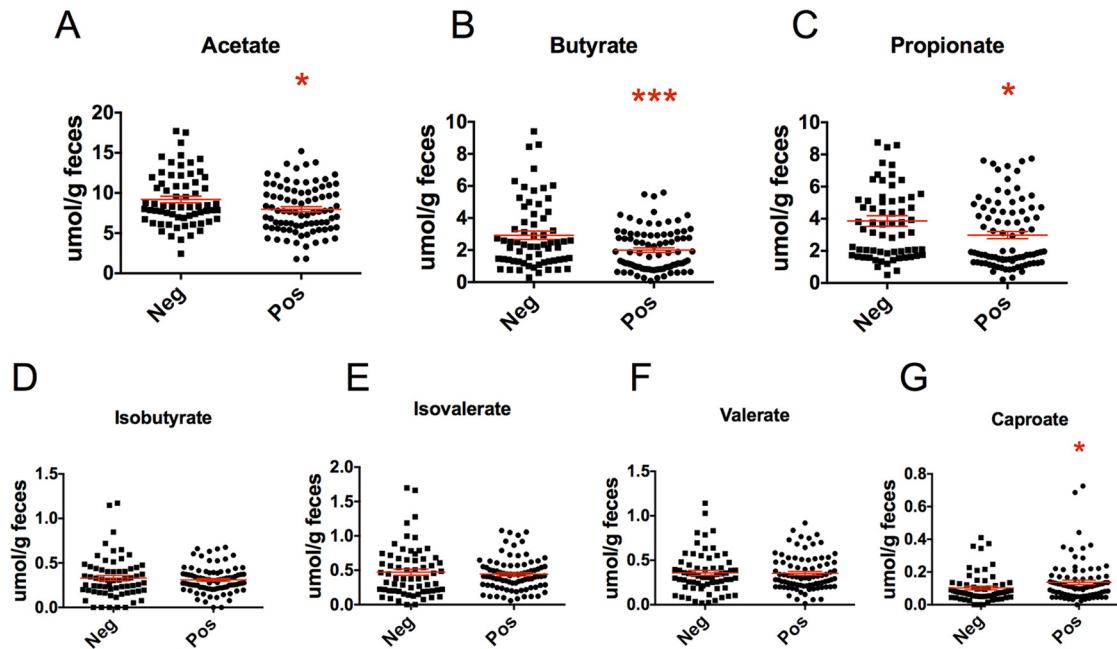 A
Acetate
*
umol/g feces
20
15
10
5
0
Neg
Pos
B
Butyrate
***
umol/g feces
10
8
6
4
2
0
Neg
Pos
C
Propionate
*
umol/g feces
10
8
6
4
2
0
Neg
Pos
D
Isobutyrate
umol/g feces
1.5
1.0
0.5
0.0
Neg
Pos
E
Isovalerate
umol/g feces
2.0
1.5
1.0
0.5
0.0
Neg
Pos
F
Valerate
umol/g feces
1.5
1.0
0.5
0.0
Neg
Pos
G
Caproate
*
umol/g feces
0.8
0.6
0.4
0.2
0.0
Neg
Pos